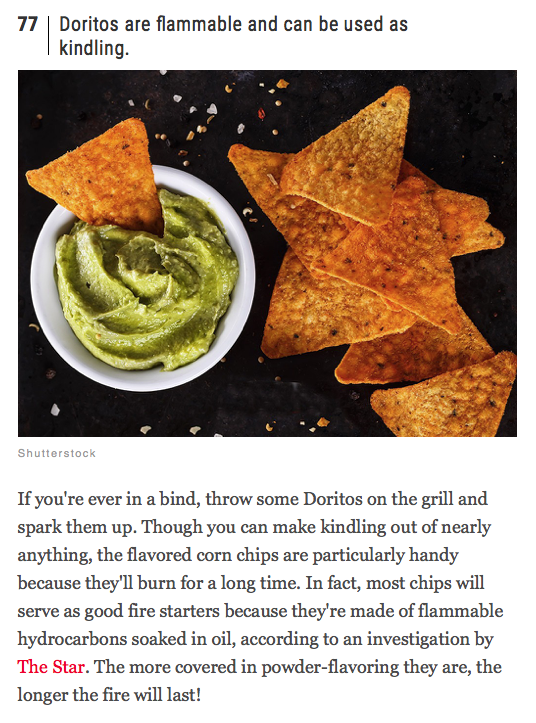 77 Doritos are flammable and can be used as
kindling.
Shutterstock
If you're ever in a bind, throw some Doritos on the grill and
spark them up. Though you can make kindling out of nearly
anything, the flavored corn chips are particularly handy
because they'll burn for a long time. In fact, most chips will
serve as good fire starters because they're made of flammable
hydrocarbons soaked in oil, according to an investigation by
The Star. The more covered in powder-flavoring they are, the
longer the fire will last!